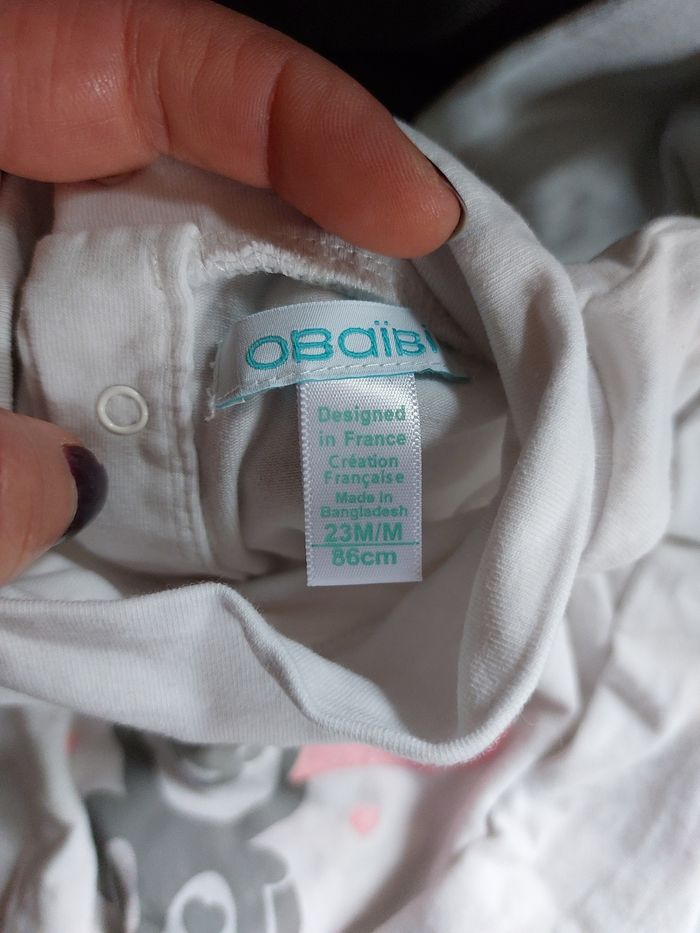 OBaïBi
Designed
in France
Création
Française
Made in
Bangladesh
23M/M
86cm